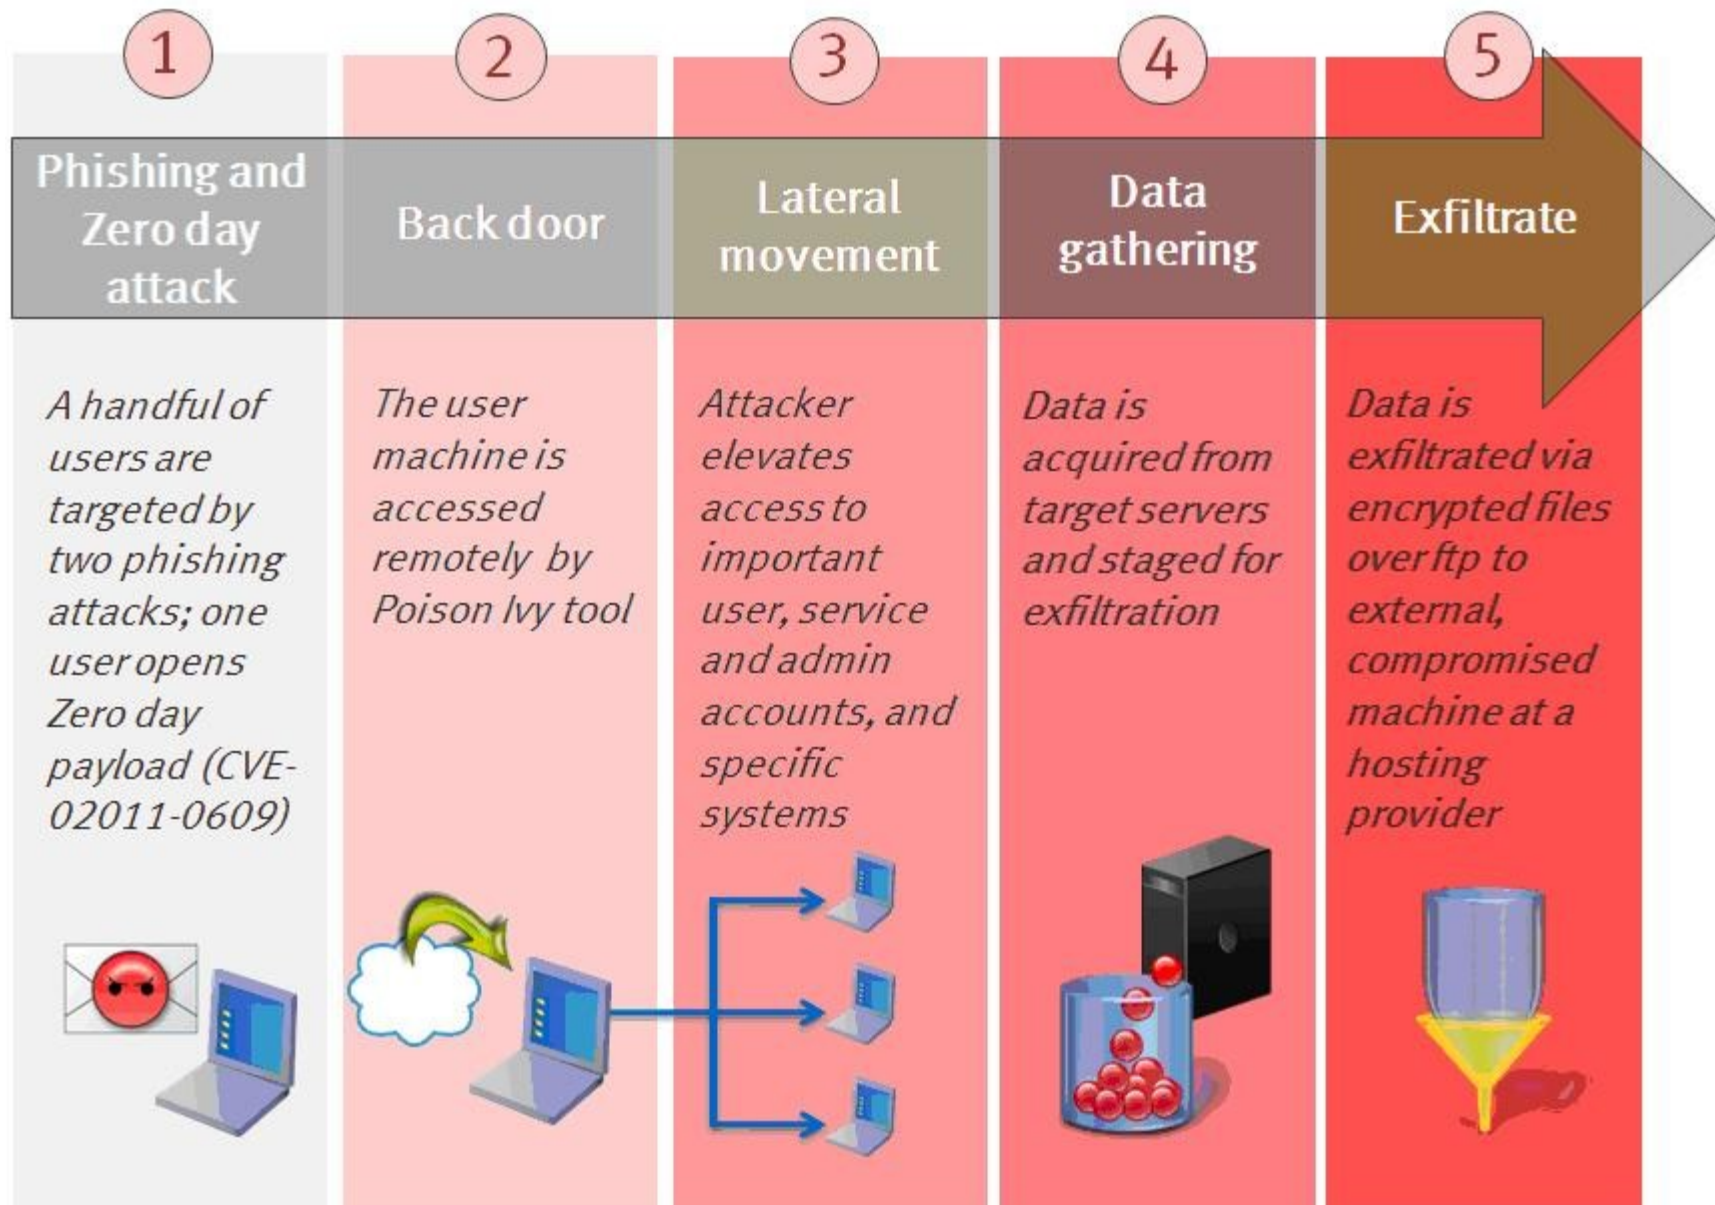 1
2
3
4
5
Phishing and
Zero day
attack
Back door
Lateral
movement
Data
gathering
Exfiltrate
A handful of
users are
targeted by
two phishing
attacks; one
user opens
Zero day
payload (CVE-
02011-0609)
The user
machine is
accessed
remotely by
Poison Ivy tool
Attacker
elevates
access to
important
user, service
and admin
accounts, and
specific
systems
Data is
acquired from
target servers
and staged for
exfiltration
Data is
exfiltrated via
encrypted files
over ftp to
external,
compromised
machine at a
hosting
provider